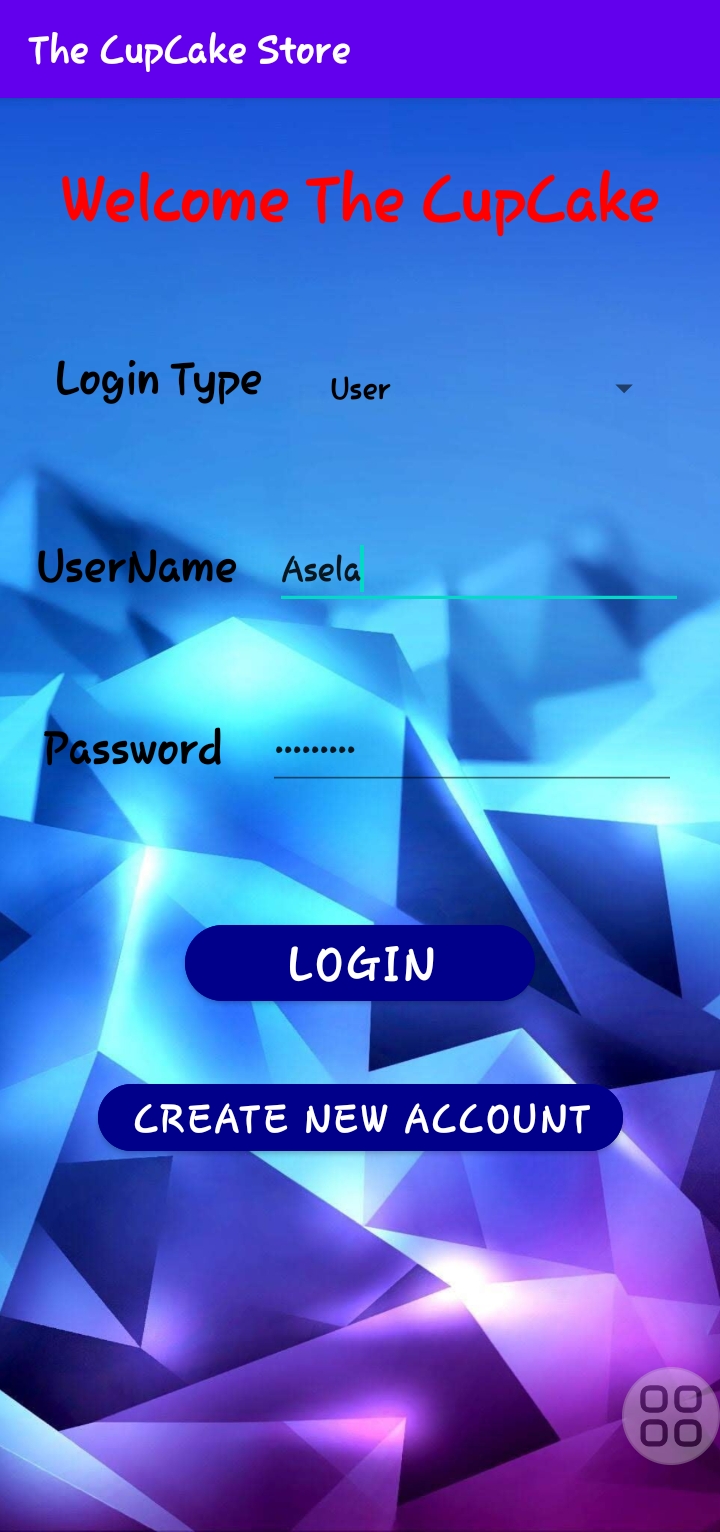 The CupCake Store
Welcome The CupCake
Login Type User
UserName Asela
Password •••••••••
LOGIN
CREATE NEW ACCOUNT